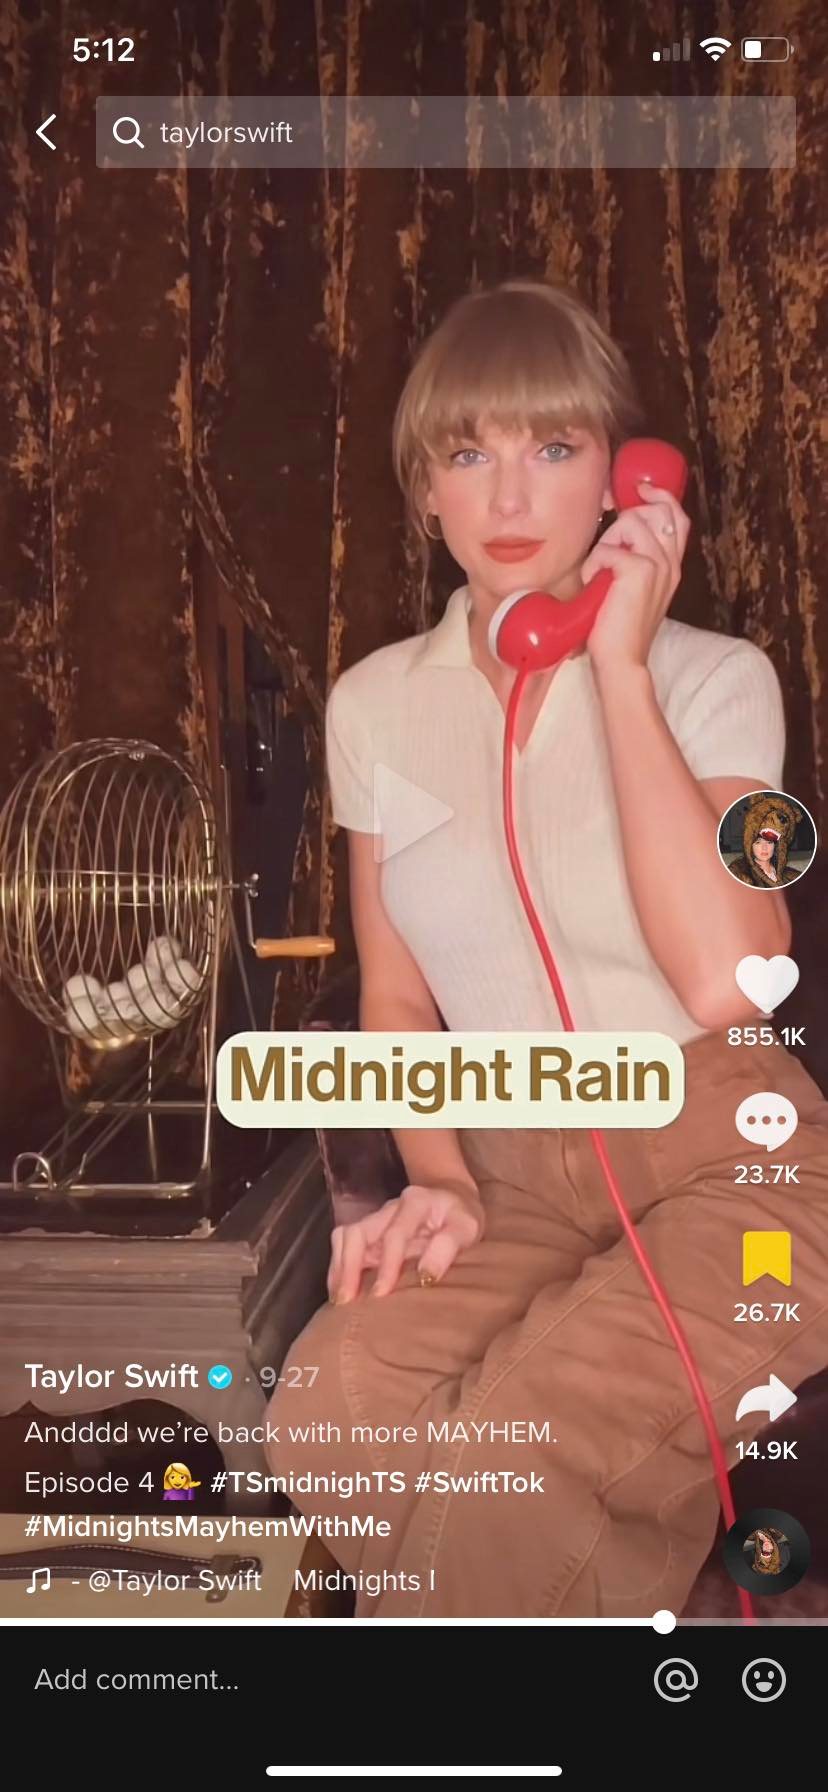 5:12
taylorswift
Midnight Rain
855.1K
23.7K
26.7K
Taylor Swift · 9-27
Andddd we're back with more MAYHEM.
Episode 4 💁‍♀️ #TSmidnighTS #SwiftTok
#MidnightsMayhemWithMe
14.9K
- @Taylor Swift Midnights
Add comment...